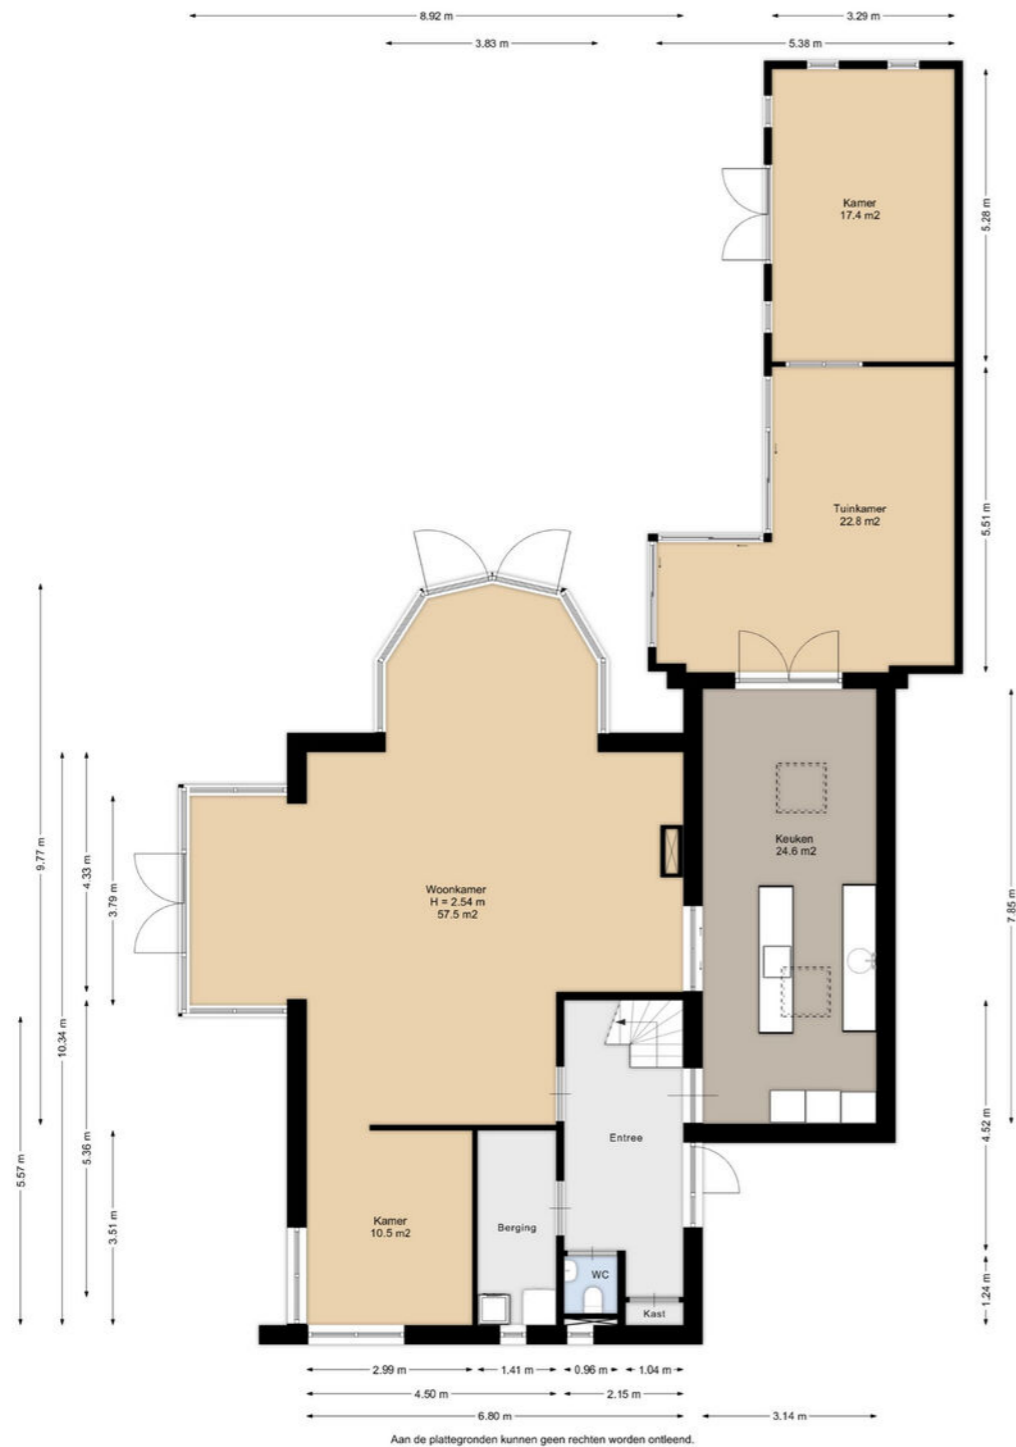 8.92 m
3.29 m
3.83 m
5.38 m
Kamer
17.4 m2
5.28 m
Tuinkamer
22.8 m2
5.51 m
9.77 m
10.34 m
4.33 m
3.79 m
Woonkamer
H = 2.54 m
57.5 m2
Keuken
24.6 m2
7.85 m
5.57 m
5.36 m
3.51 m
Entree
4.52 m
Kamer
10.5 m2
Berging
WC
Kast
1.24 m
2.99 m
1.41 m
0.96 m
1.04 m
4.50 m
2.15 m
6.80 m
3.14 m
Aan de plattegronden kunnen geen rechten worden ontleend.